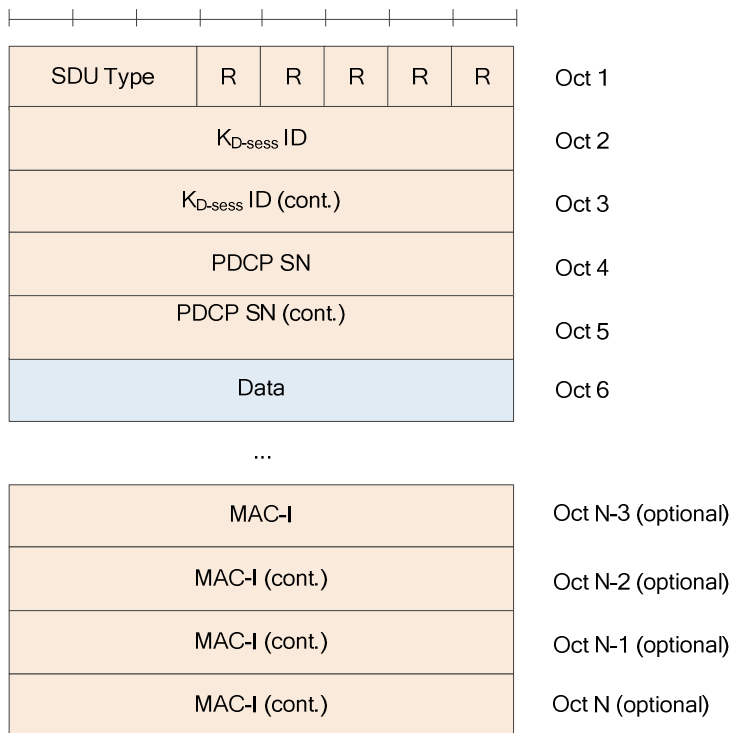 SDU Type R R R R R Oct 1
K_D-sess ID Oct 2
K_D-sess ID (cont.) Oct 3
PDCP SN Oct 4
PDCP SN (cont.) Oct 5
Data Oct 6
...
MAC-I Oct N-3 (optional)
MAC-I (cont.) Oct N-2 (optional)
MAC-I (cont.) Oct N-1 (optional)
MAC-I (cont.) Oct N (optional)